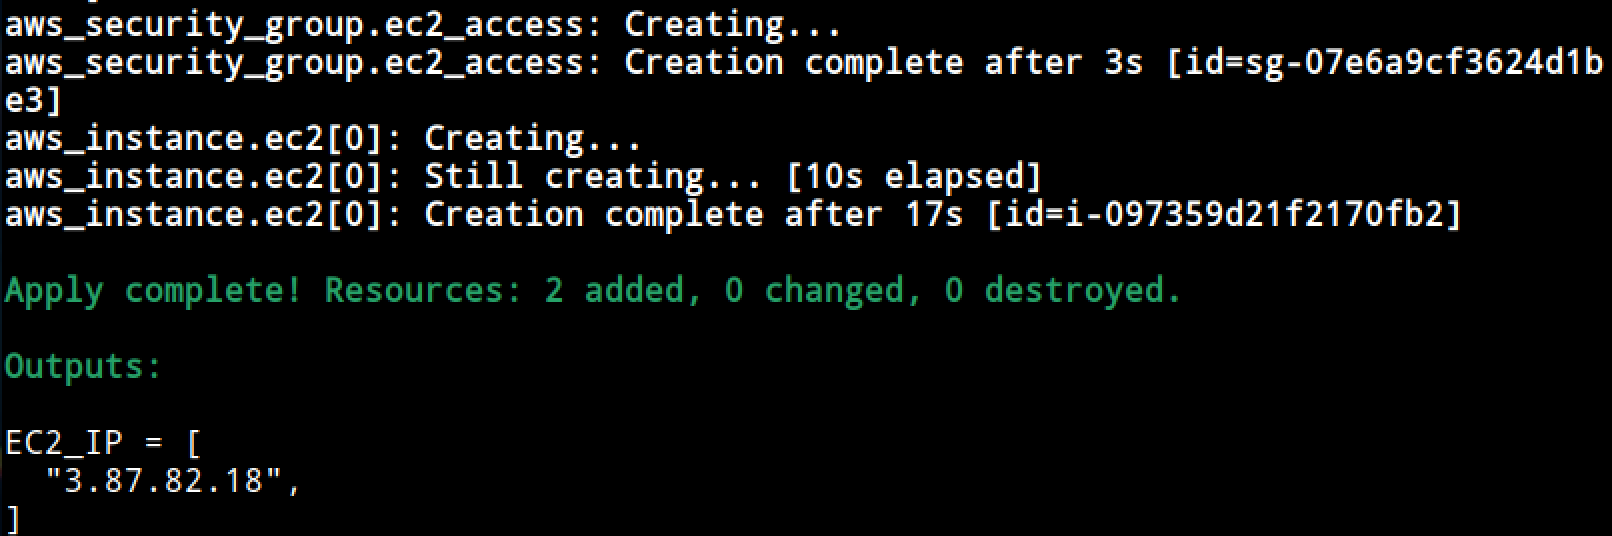 aws_security_group.ec2_access: Creating...
aws_security_group.ec2_access: Creation complete after 3s [id=sg-07e6a9cf3624d1b
e3]
aws_instance.ec2[0]: Creating...
aws_instance.ec2[0]: Still creating... [10s elapsed]
aws_instance.ec2[0]: Creation complete after 17s [id=i-097359d21f2170fb2]
Apply complete! Resources: 2 added, 0 changed, 0 destroyed.
Outputs:
EC2_IP = [
  "3.87.82.18",
]